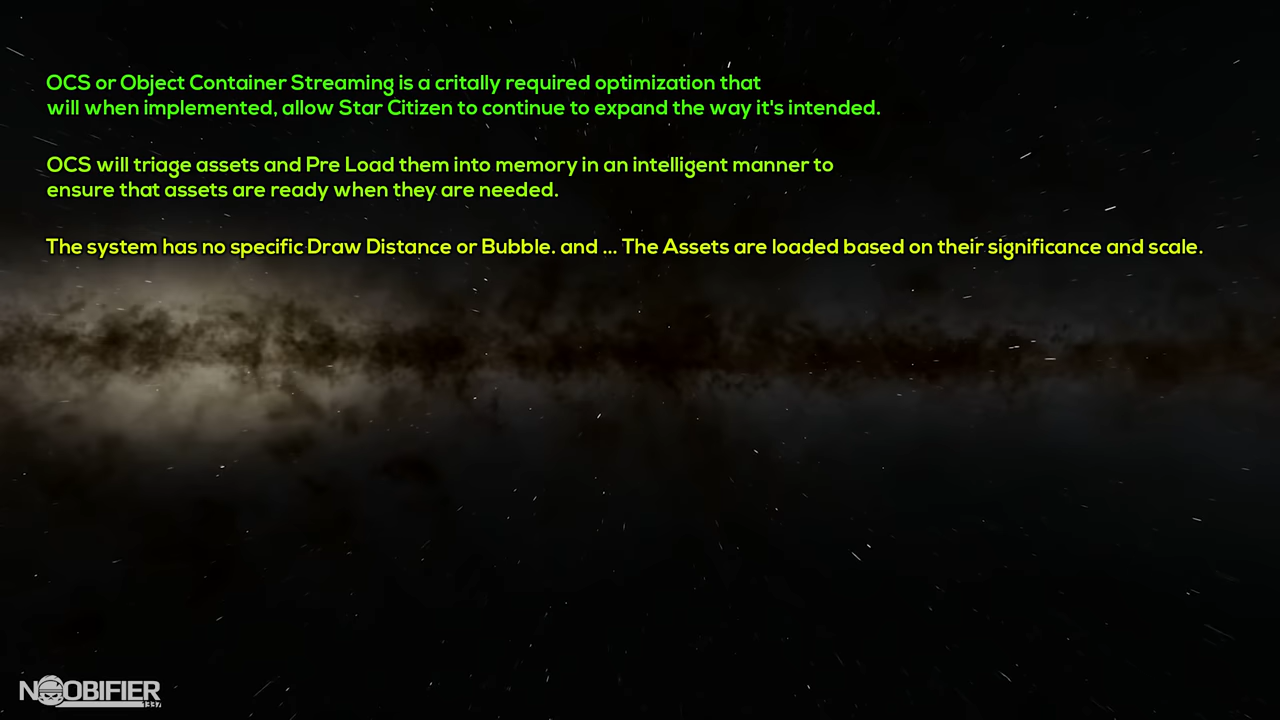 OCS or Object Container Streaming is a critally required optimization that
will when implemented, allow Star Citizen to continue to expand the way it's intended.
OCS will triage assets and Pre Load them into memory in an intelligent manner to
ensure that assets are ready when they are needed.
The system has no specific Draw Distance or Bubble. and ... The Assets are loaded based on their significance and scale.
NOOBIFIER
1337